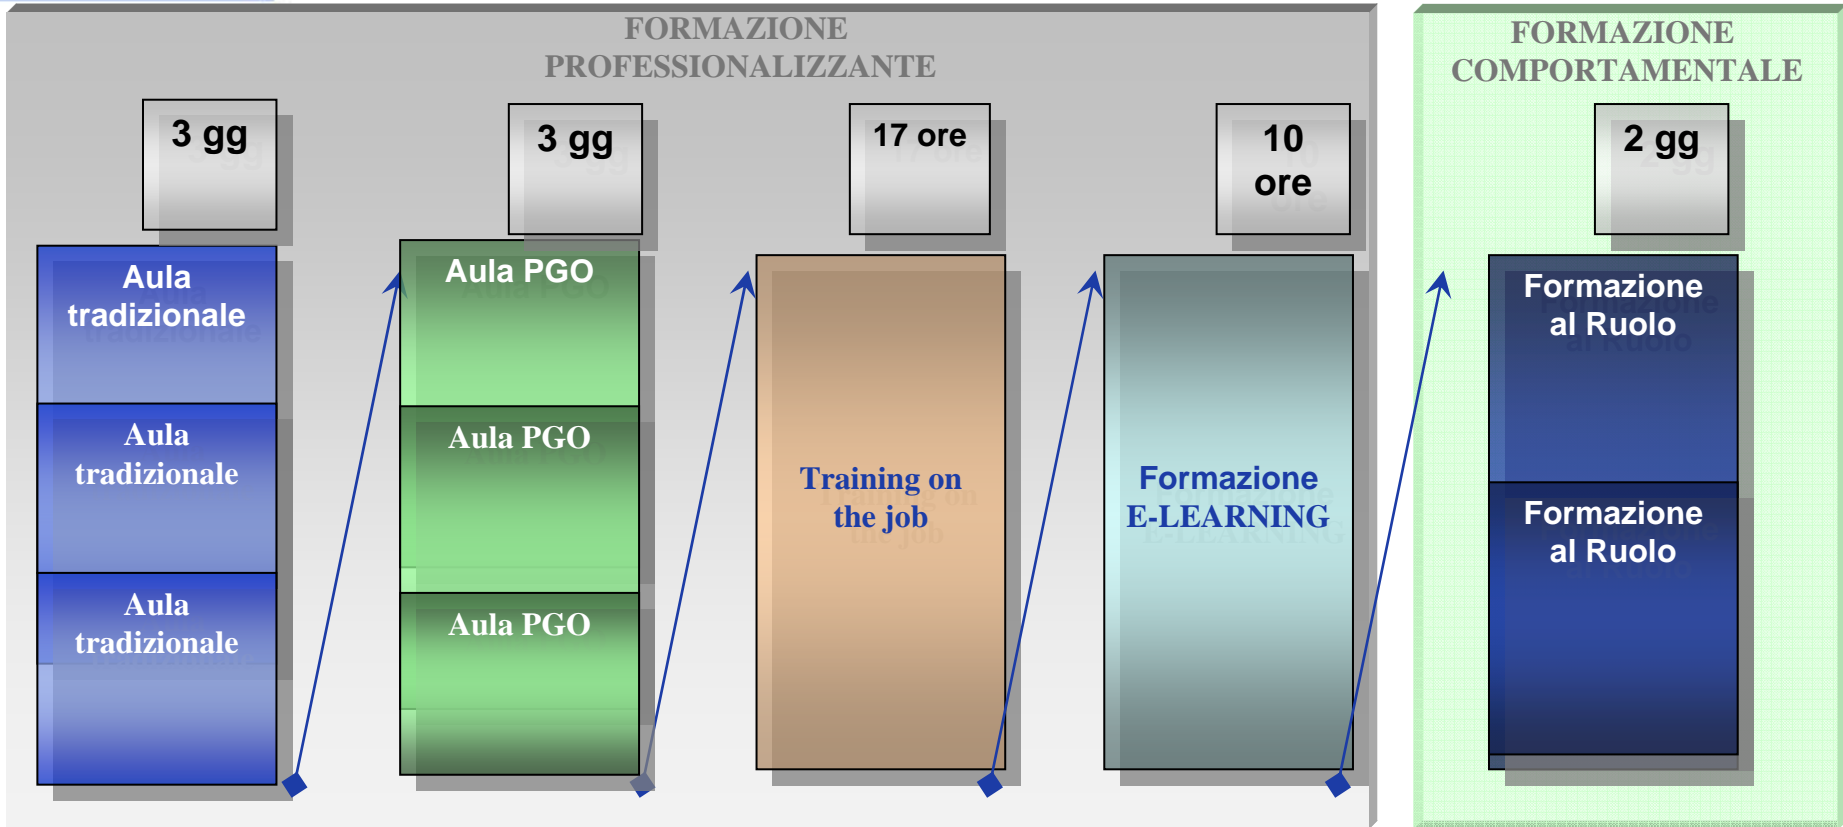 FORMAZIONE
PROFESSIONALIZZANTE
3 gg
Aula
tradizionale
Aula
tradizionale
Aula
tradizionale
3 gg
Aula PGO
Aula PGO
Aula PGO
17 ore
Training on
the job
10
ore
Formazione
E-LEARNING
FORMAZIONE
COMPORTAMENTALE
2 gg
Formazione
al Ruolo
Formazione
al Ruolo